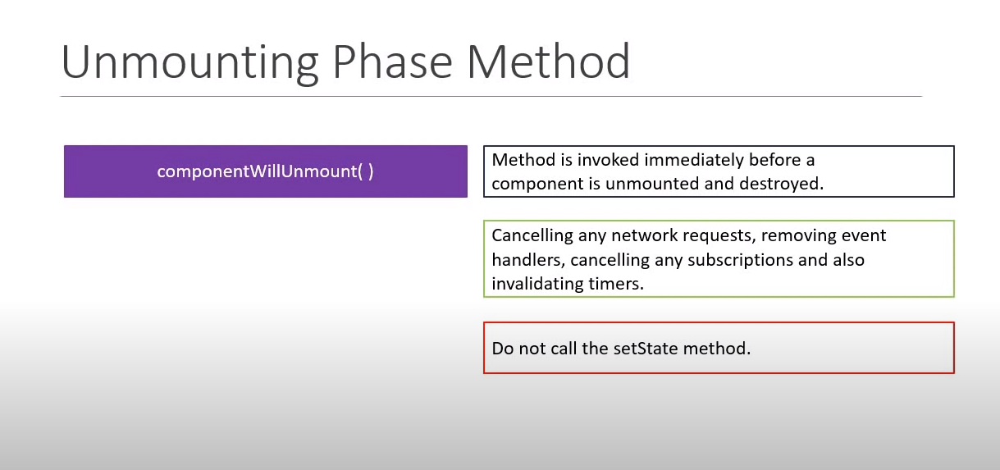 Unmounting Phase Method
componentWillUnmount( )
Method is invoked immediately before a
component is unmounted and destroyed.
Cancelling any network requests, removing event
handlers, cancelling any subscriptions and also
invalidating timers.
Do not call the setState method.